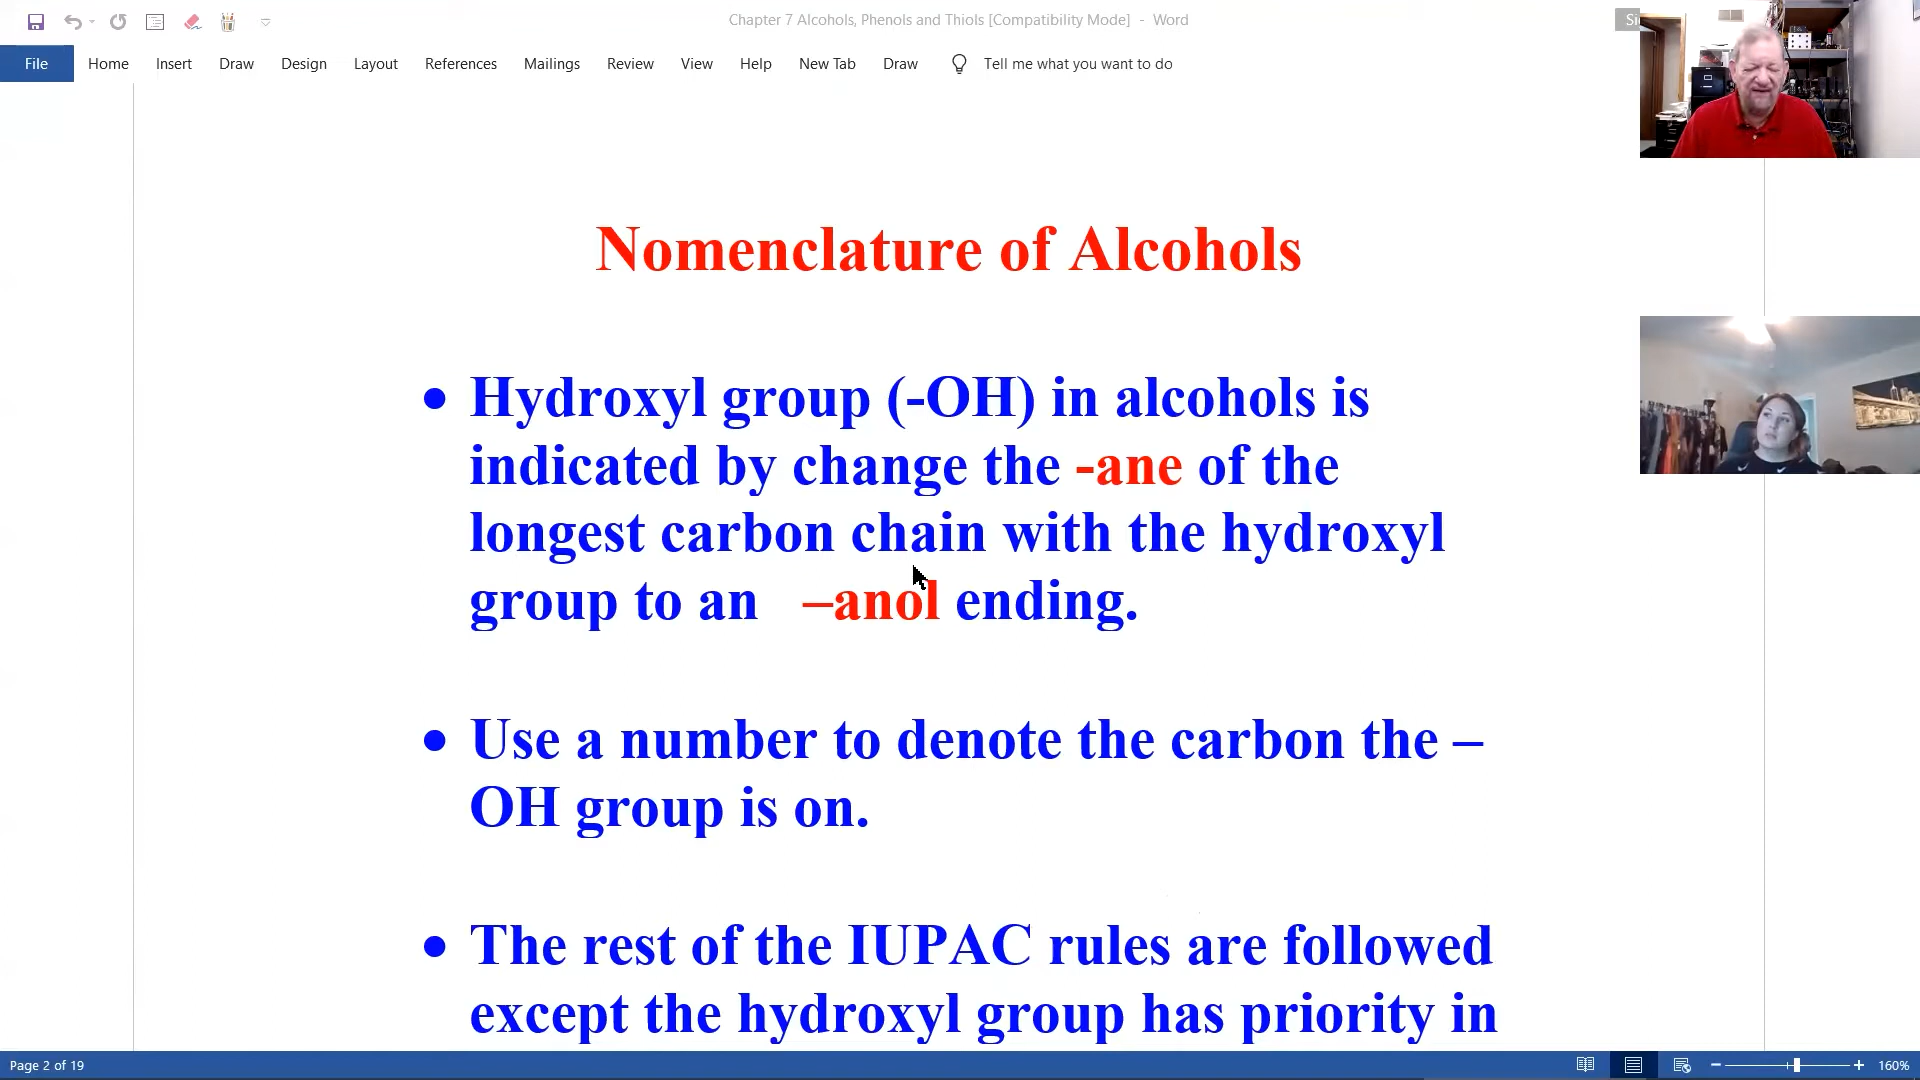 Chapter 7 Alcohols, Phenols and Thiols [Compatibility Mode] - Word
File Home Insert Draw Design Layout References Mailings Review View Help New Tab Draw Tell me what you want to do
Nomenclature of Alcohols
• Hydroxyl group (-OH) in alcohols is
indicated by change the -ane of the
longest carbon chain with the hydroxyl
group to an –anol ending.
• Use a number to denote the carbon the –
OH group is on.
• The rest of the IUPAC rules are followed
except the hydroxyl group has priority in
Page 2 of 19
160%